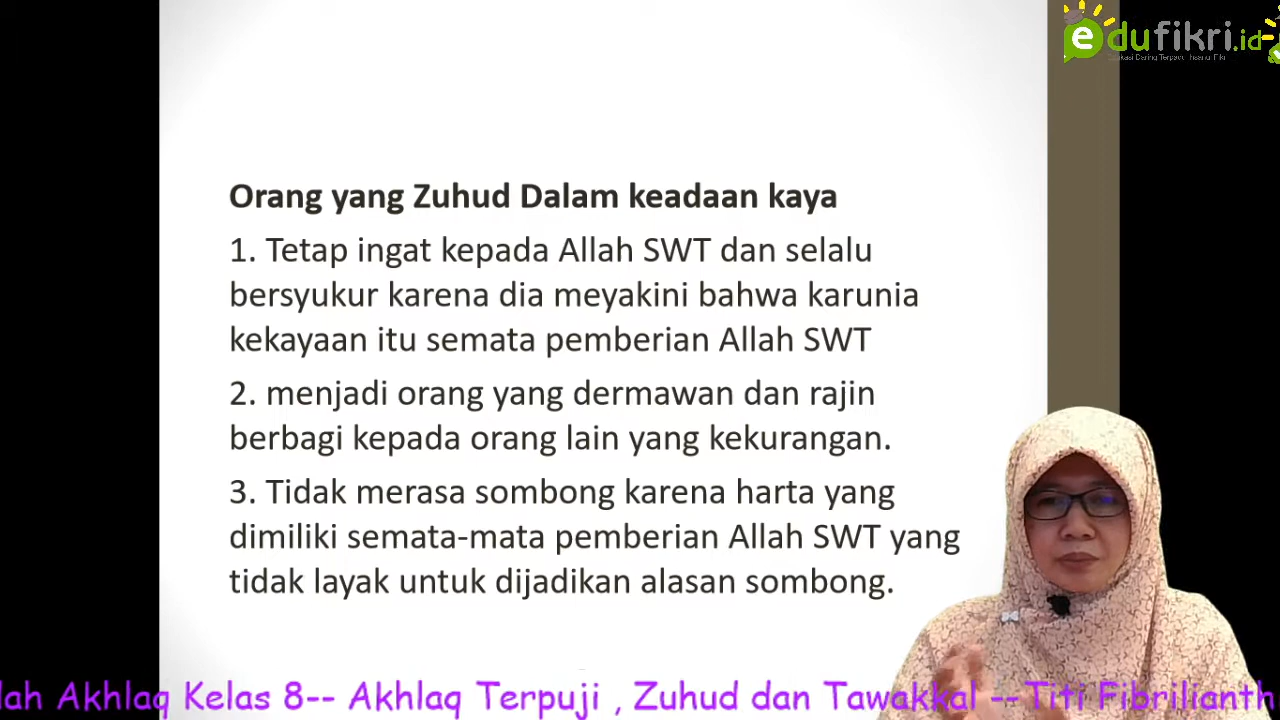 edufikri.id
Orang yang Zuhud Dalam keadaan kaya
1. Tetap ingat kepada Allah SWT dan selalu
bersyukur karena dia meyakini bahwa karunia
kekayaan itu semata pemberian Allah SWT
2. menjadi orang yang dermawan dan rajin
berbagi kepada orang lain yang kekurangan.
3. Tidak merasa sombong karena harta yang
dimiliki semata-mata pemberian Allah SWT yang
tidak layak untuk dijadikan alasan sombong.
dah Akhlaq Kelas 8-- Akhlaq Terpuji , Zuhud dan Tawakkal --Titi Fibrilianth